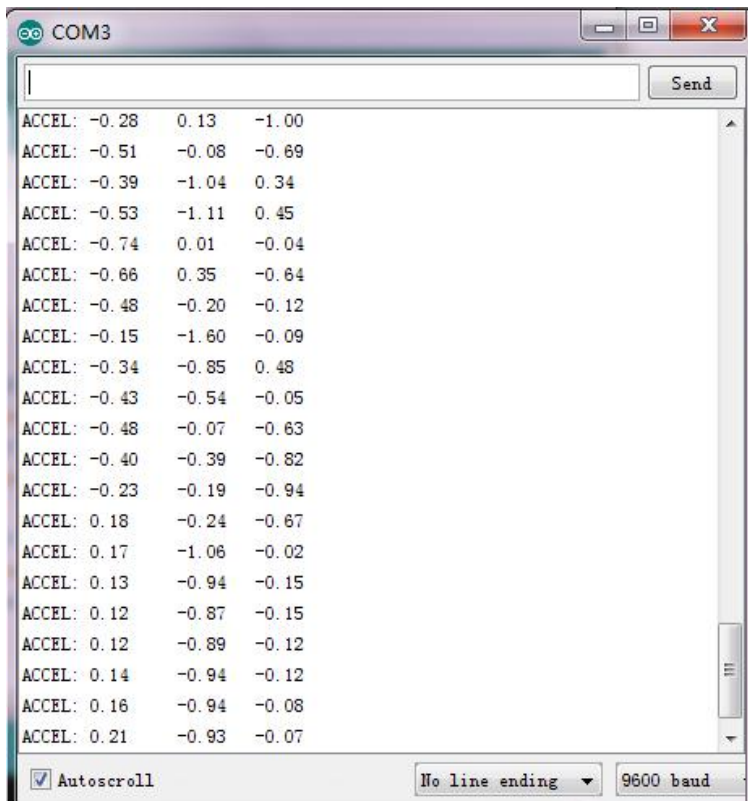 COM3
Send
ACCEL: -0.28 0.13 -1.00
ACCEL: -0.51 -0.08 -0.69
ACCEL: -0.39 -1.04 0.34
ACCEL: -0.53 -1.11 0.45
ACCEL: -0.74 0.01 -0.04
ACCEL: -0.66 0.35 -0.64
ACCEL: -0.48 -0.20 -0.12
ACCEL: -0.15 -1.60 -0.09
ACCEL: -0.34 -0.85 0.48
ACCEL: -0.43 -0.54 -0.05
ACCEL: -0.48 -0.07 -0.63
ACCEL: -0.40 -0.39 -0.82
ACCEL: -0.23 -0.19 -0.94
ACCEL: 0.18 -0.24 -0.67
ACCEL: 0.17 -1.06 -0.02
ACCEL: 0.13 -0.94 -0.15
ACCEL: 0.12 -0.87 -0.15
ACCEL: 0.12 -0.89 -0.12
ACCEL: 0.14 -0.94 -0.12
ACCEL: 0.16 -0.94 -0.08
ACCEL: 0.21 -0.93 -0.07
Autoscroll No line ending 9600 baud